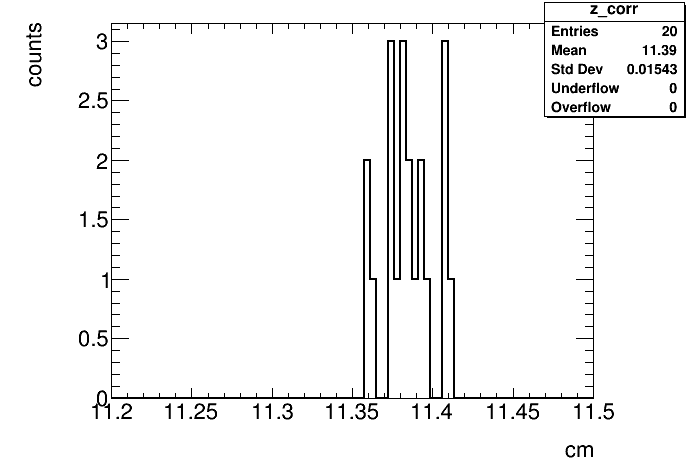 z_corr
Entries 20
Mean 11.39
Std Dev 0.01543
Underflow 0
Overflow 0
counts
3
2.5
2
1.5
1
0.5
0
11.2 11.25 11.3 11.35 11.4 11.45 11.5
cm